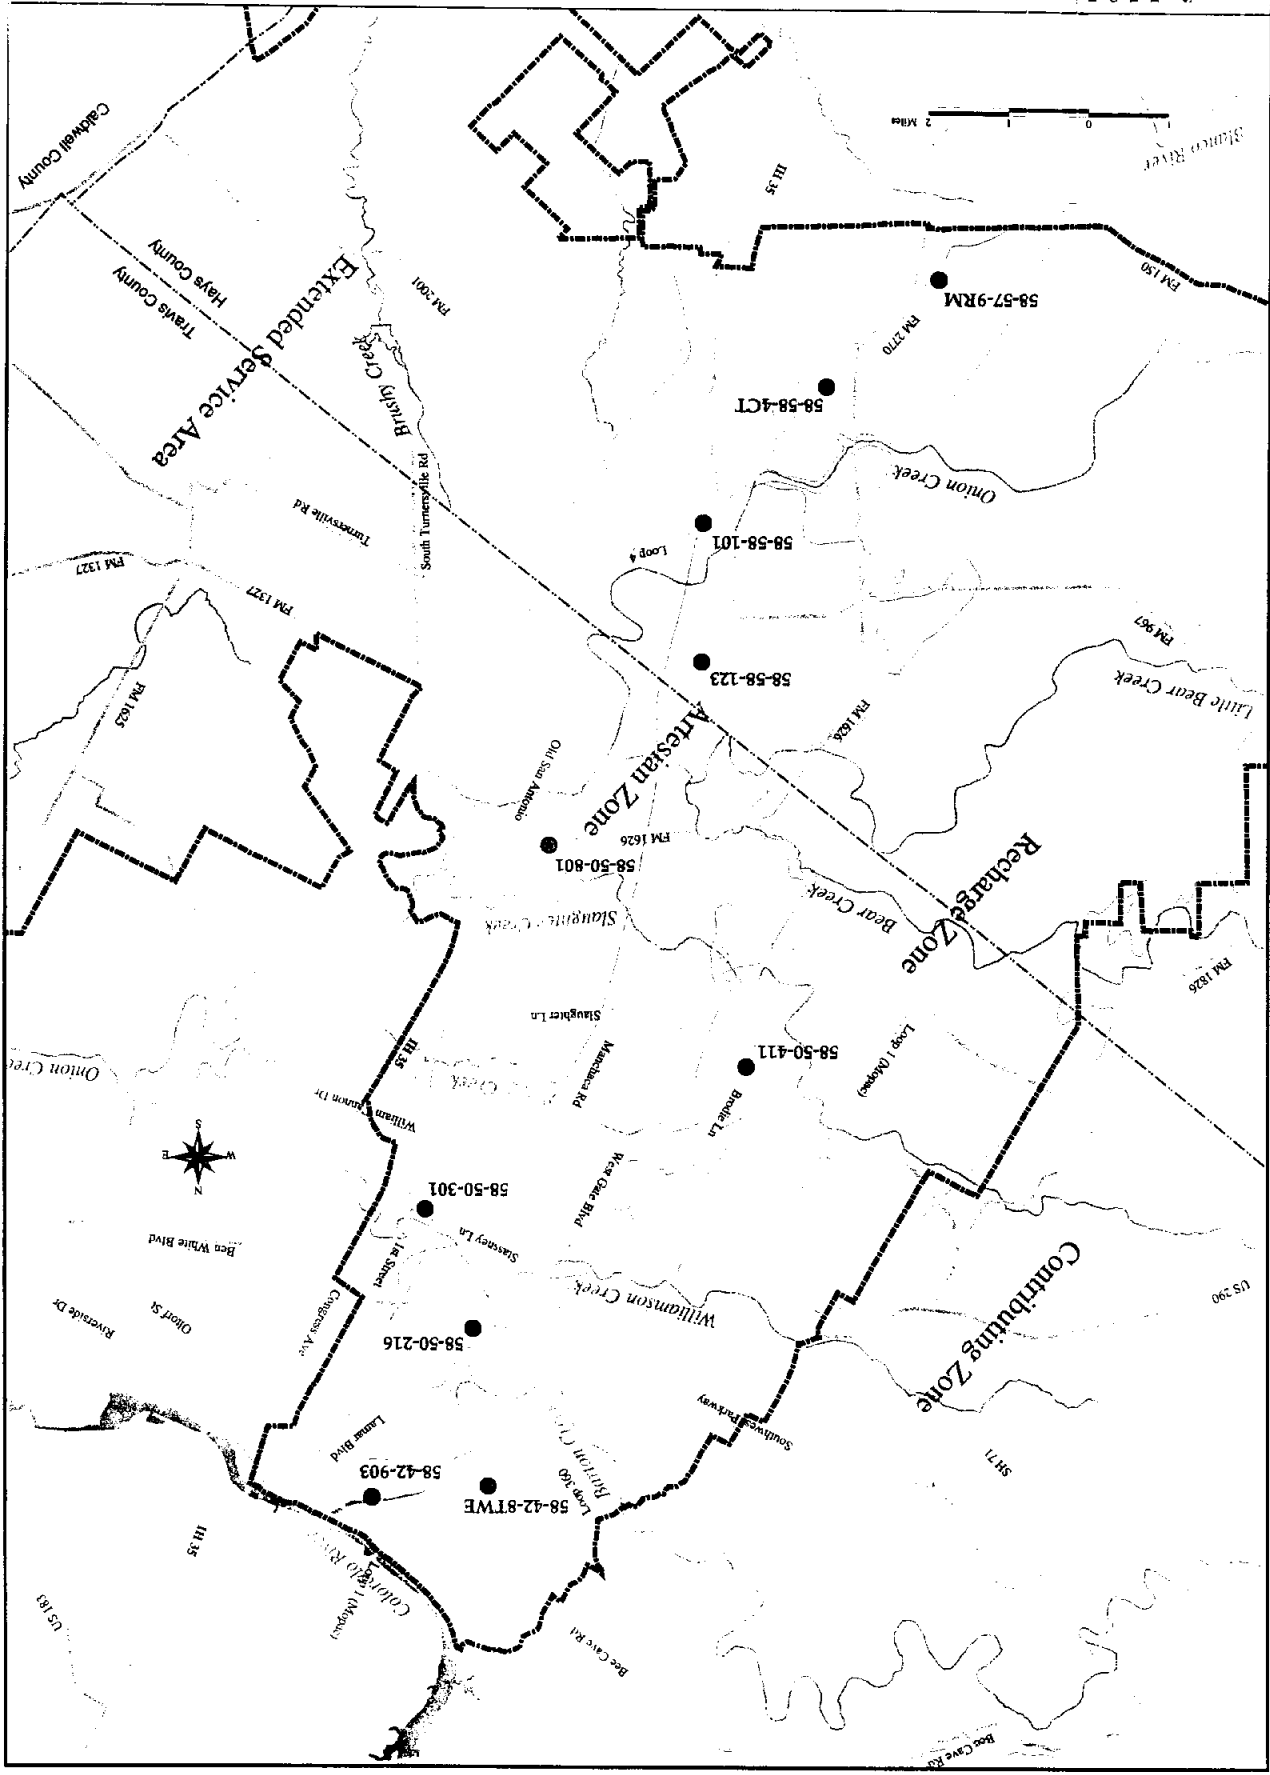 Bee Cave Rd
US 183
IH 35
Colorado River
Loop 1 (Mopac)
Bee Cave Rd
58-42-903
58-42-8TWE
Loop 360
SH 71
Lamar Blvd
Southwest Parkway
Contributing Zone
Riverside Dr
Oltorf St
Congress Ave
58-50-216
Williamson Creek
US 290
Ben White Blvd
1st Street
Stassney Ln
58-50-301
West Gate Blvd
N
W
E
S
William Cannon Dr
Brodie Ln
58-50-411
Manchaca Rd
Loop 1 (Mopac)
Onion Cree
IH 35
Creek
Slaughter Ln
FM 1826
Slaughter Creek
Bear Creek
Recharge Zone
58-50-801
FM 1626
Old San Antonio
Artesian Zone
FM 1626
Little Bear Creek
FM 967
FM 1625
58-58-123
FM 1327
FM 1327
Loop 4
58-58-101
Turnersville Rd
South Turnersville Rd
Onion Creek
Extended Service Area
Brushy Creek
58-58-4CT
FM 2770
FM 2001
58-57-9RM
FM 150
Travis County
Hays County
Caldwell County
IH 35
Blanco River
1 0 1 2 Miles